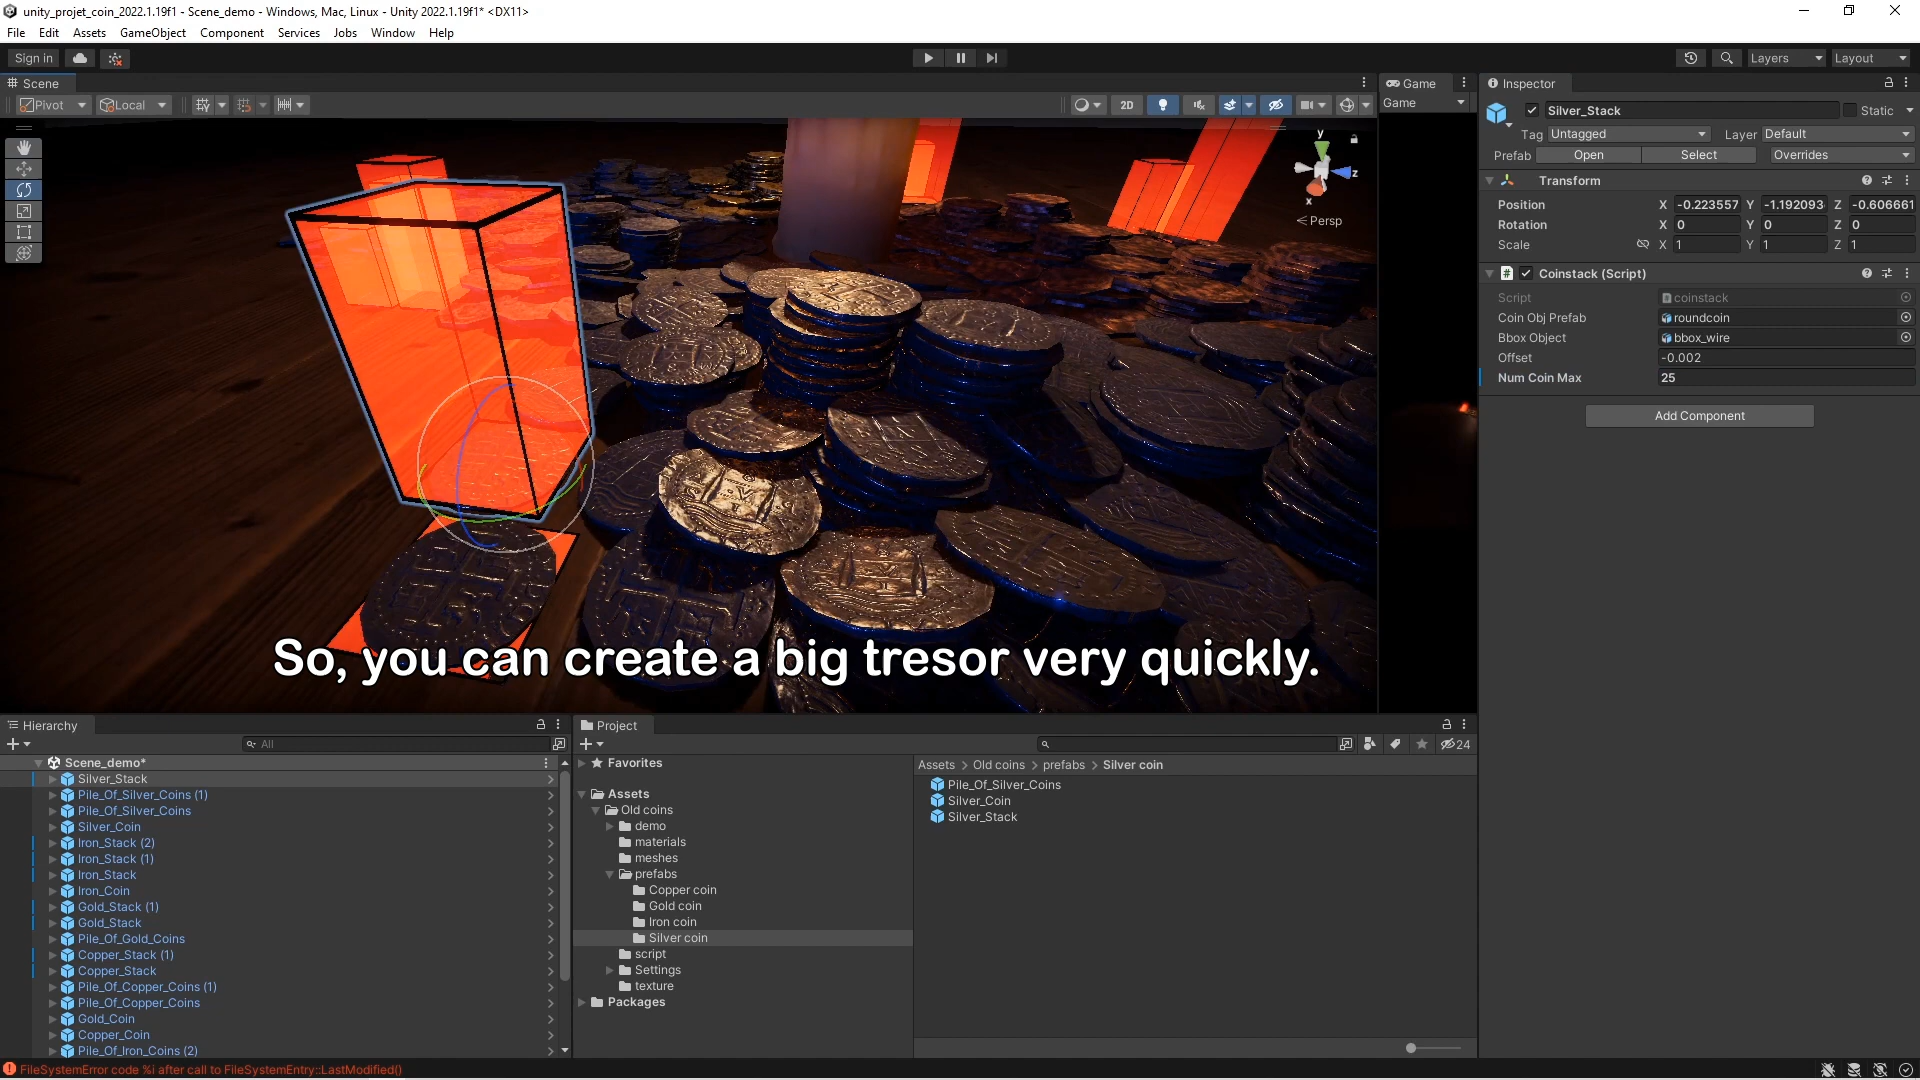 unity_projet_coin_2022.1.19f1 - Scene_demo - Windows, Mac, Linux - Unity 2022.1.19f1* <DX11>
File Edit Assets GameObject Component Services Jobs Window Help
Sign in
Layers Layout
Scene
Game
Inspector
Pivot Local
2D
Game
Silver_Stack Static
Tag Untagged Layer Default
Prefab Open Select Overrides
Transform
Position X -0.223557 Y -1.192093 Z -0.606661
Rotation X 0 Y 0 Z 0
Scale X 1 Y 1 Z 1
Coinstack (Script)
Script coinstack
Coin Obj Prefab roundcoin
Bbox Object bbox_wire
Offset -0.002
Num Coin Max 25
Add Component
y
z
x
< Persp
So, you can create a big tresor very quickly.
Hierarchy
All
Scene_demo*
Silver_Stack
Pile_Of_Silver_Coins (1)
Pile_Of_Silver_Coins
Silver_Coin
Iron_Stack (2)
Iron_Stack (1)
Iron_Stack
Iron_Coin
Gold_Stack (1)
Gold_Stack
Pile_Of_Gold_Coins
Copper_Stack (1)
Copper_Stack
Pile_Of_Copper_Coins (1)
Pile_Of_Copper_Coins
Gold_Coin
Copper_Coin
Pile_Of_Iron_Coins (2)
Project
24
Favorites
Assets
Old coins
demo
materials
meshes
prefabs
Copper coin
Gold coin
Iron coin
Silver coin
script
Settings
texture
Packages
Assets > Old coins > prefabs > Silver coin
Pile_Of_Silver_Coins
Silver_Coin
Silver_Stack
FileSystemError code %i after call to FileSystemEntry::LastModified()